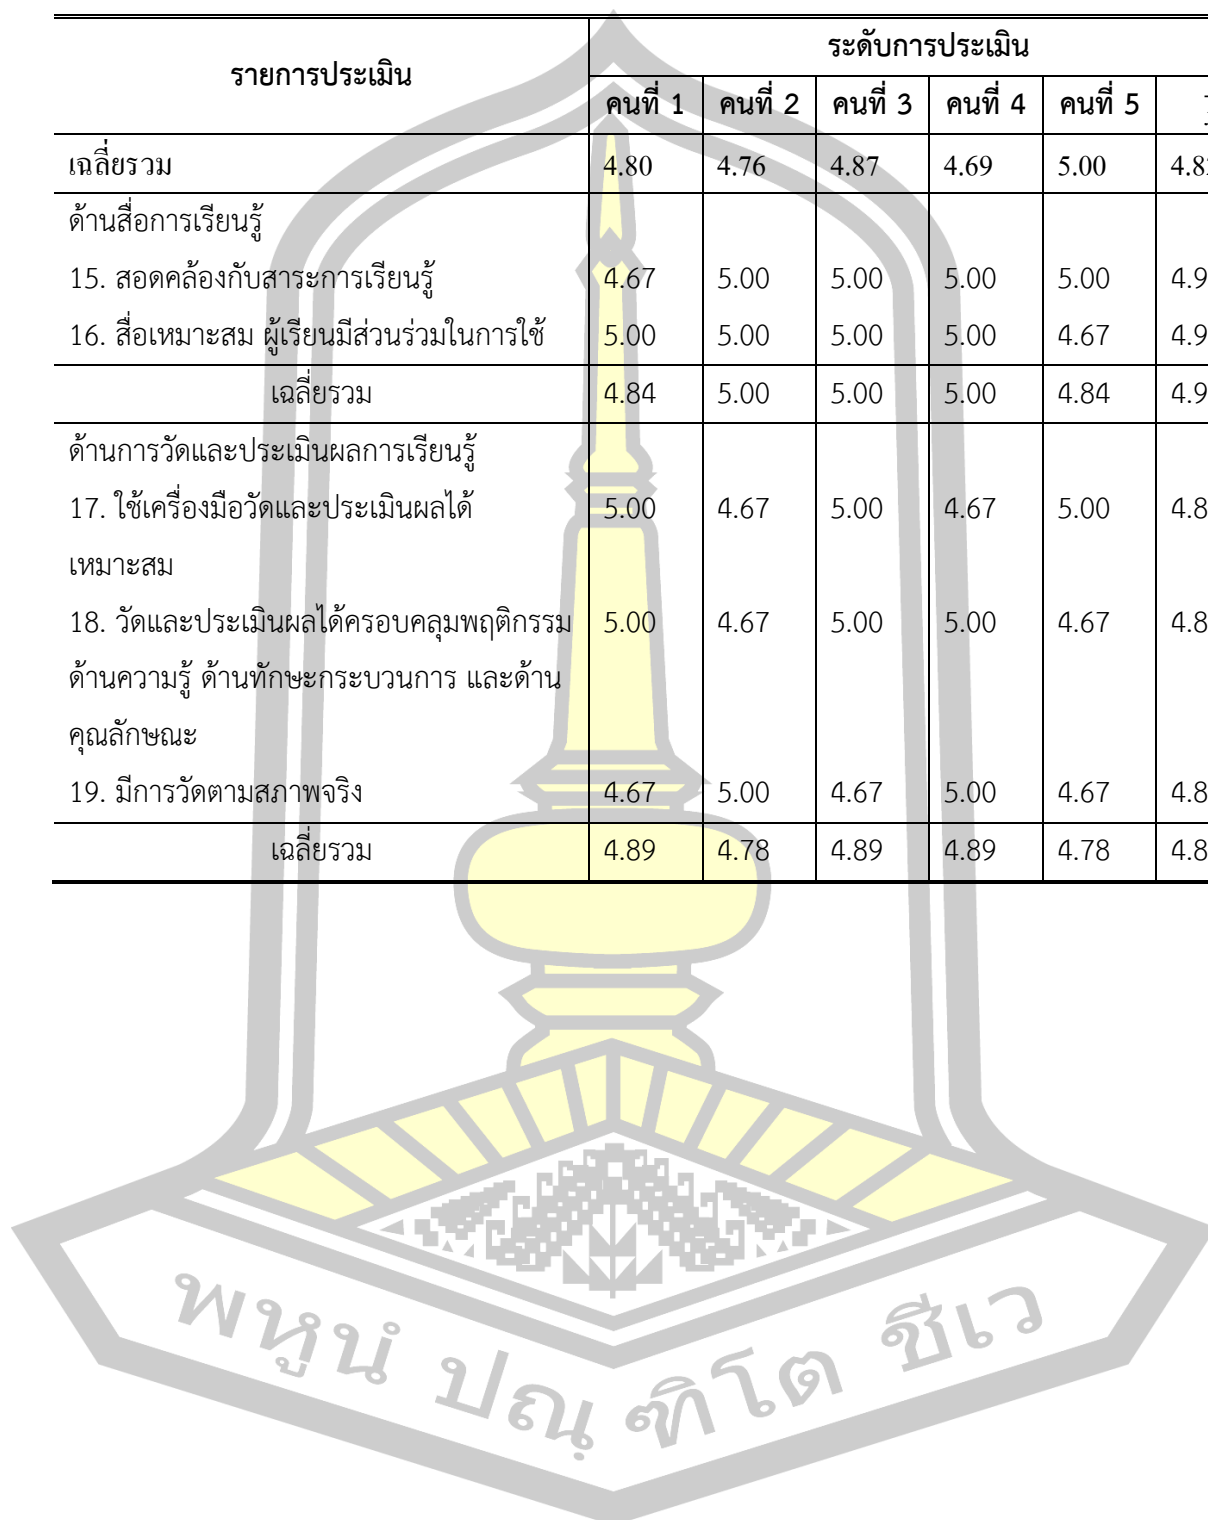 รายการประเมิน ระดับการประเมิน
คนที่ 1 คนที่ 2 คนที่ 3 คนที่ 4 คนที่ 5
เฉลี่ยรวม 4.80 4.76 4.87 4.69 5.00 4.8
ด้านสื่อการเรียนรู้
15. สอดคล้องกับสาระการเรียนรู้ 4.67 5.00 5.00 5.00 5.00 4.9
16. สื่อเหมาะสม ผู้เรียนมีส่วนร่วมในการใช้ 5.00 5.00 5.00 5.00 4.67 4.9
เฉลี่ยรวม 4.84 5.00 5.00 5.00 4.84 4.9
ด้านการวัดและประเมินผลการเรียนรู้
17. ใช้เครื่องมือวัดและประเมินผลได้ 5.00 4.67 5.00 4.67 5.00 4.8
เหมาะสม
18. วัดและประเมินผลได้ครอบคลุมพฤติกรรม 5.00 4.67 5.00 5.00 4.67 4.8
ด้านความรู้ ด้านทักษะกระบวนการ และด้าน
คุณลักษณะ
19. มีการวัดตามสภาพจริง 4.67 5.00 4.67 5.00 4.67 4.8
เฉลี่ยรวม 4.89 4.78 4.89 4.89 4.78 4.8
พหูนํ ปณฺฑิโต ชีเว